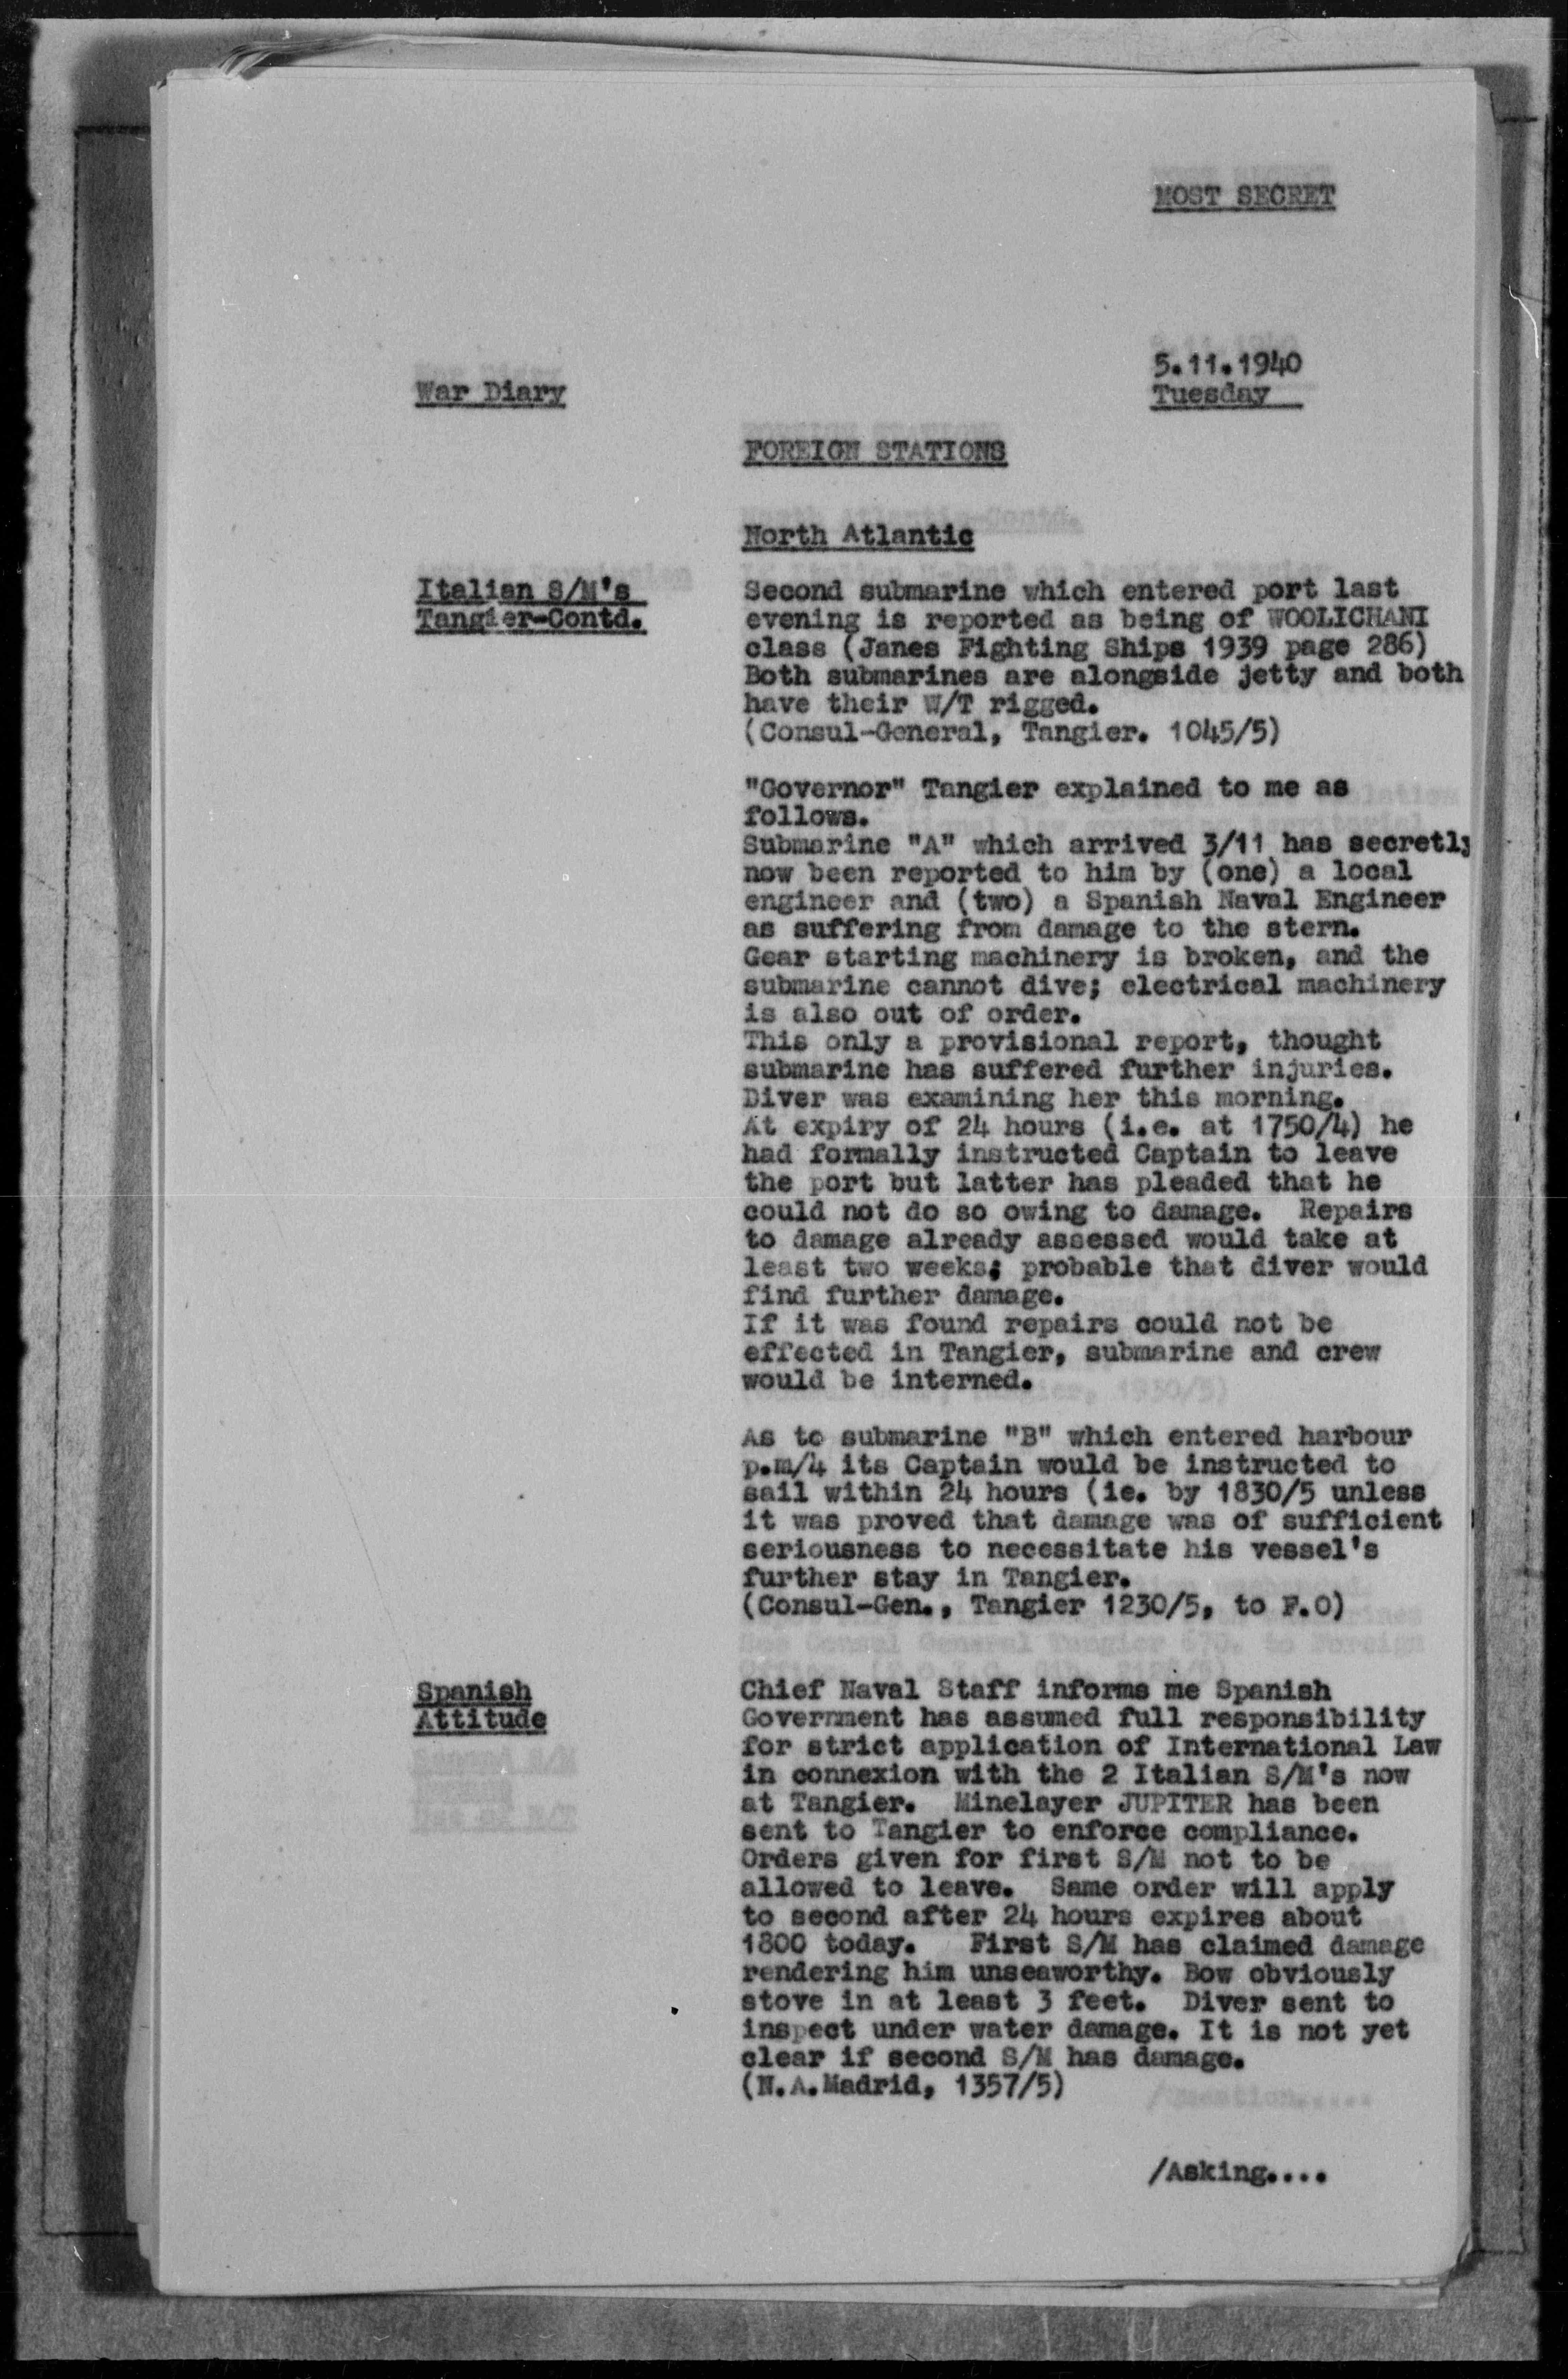 MOST SECRET
5.11.1940
War Diary
Tuesday
FOREIGN STATIONS
North Atlantic
Italian S/M's
Tangier-Contd.
Second submarine which entered port last
evening is reported as being of WOOLICHANI
class (Janes Fighting Ships 1939 page 286)
Both submarines are alongside jetty and both
have their W/T rigged.
(Consul-General, Tangier. 1045/5)
"Governor" Tangier explained to me as
follows.
Submarine "A" which arrived 3/11 has secretly
now been reported to him by (one) a local
engineer and (two) a Spanish Naval Engineer
as suffering from damage to the stern.
Gear starting machinery is broken, and the
submarine cannot dive; electrical machinery
is also out of order.
This only a provisional report, thought
submarine has suffered further injuries.
Diver was examining her this morning.
At expiry of 24 hours (i.e. at 1750/4) he
had formally instructed Captain to leave
the port but latter has pleaded that he
could not do so owing to damage. Repairs
to damage already assessed would take at
least two weeks; probable that diver would
find further damage.
If it was found repairs could not be
effected in Tangier, submarine and crew
would be interned.
As to submarine "B" which entered harbour
p.m/4 its Captain would be instructed to
sail within 24 hours (ie. by 1830/5 unless
it was proved that damage was of sufficient
seriousness to necessitate his vessel's
further stay in Tangier.
(Consul-Gen., Tangier 1230/5, to F.O)
Spanish
Attitude
Chief Naval Staff informs me Spanish
Government has assumed full responsibility
for strict application of International Law
in connexion with the 2 Italian S/M's now
at Tangier. Minelayer JUPITER has been
sent to Tangier to enforce compliance.
Orders given for first S/M not to be
allowed to leave. Same order will apply
to second after 24 hours expires about
1800 today. First S/M has claimed damage
rendering him unseaworthy. Bow obviously
stove in at least 3 feet. Diver sent to
inspect under water damage. It is not yet
clear if second S/M has damage.
(N.A.Madrid, 1357/5)
/Asking....